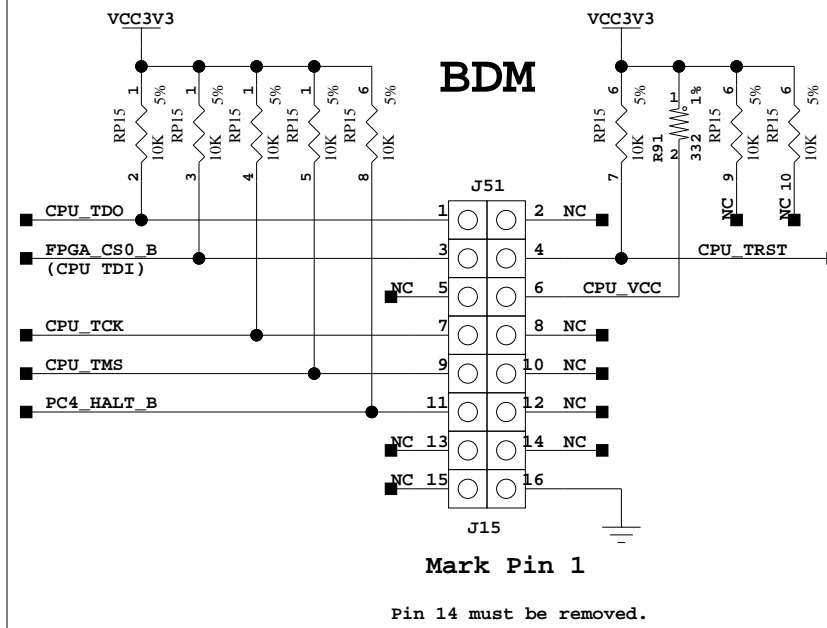 VCC3V3
VCC3V3
BDM
1 5% RP15 10K 2
1 5% RP15 10K 3
1 5% RP15 10K 4
1 5% RP15 10K 5
6 5% RP15 10K 8
6 5% RP15 10K 7
1 1% R91 332 2
6 5% RP15 10K 9
6 5% RP15 10K 10
J51
CPU_TDO 1 2 NC
NC NC
FPGA_CS0_B 3 4 CPU_TRST
(CPU TDI)
NC 5 6 CPU_VCC
CPU_TCK 7 8 NC
CPU_TMS 9 10 NC
PC4_HALT_B 11 12 NC
NC 13 14 NC
NC 15 16
J15
Mark Pin 1
Pin 14 must be removed.